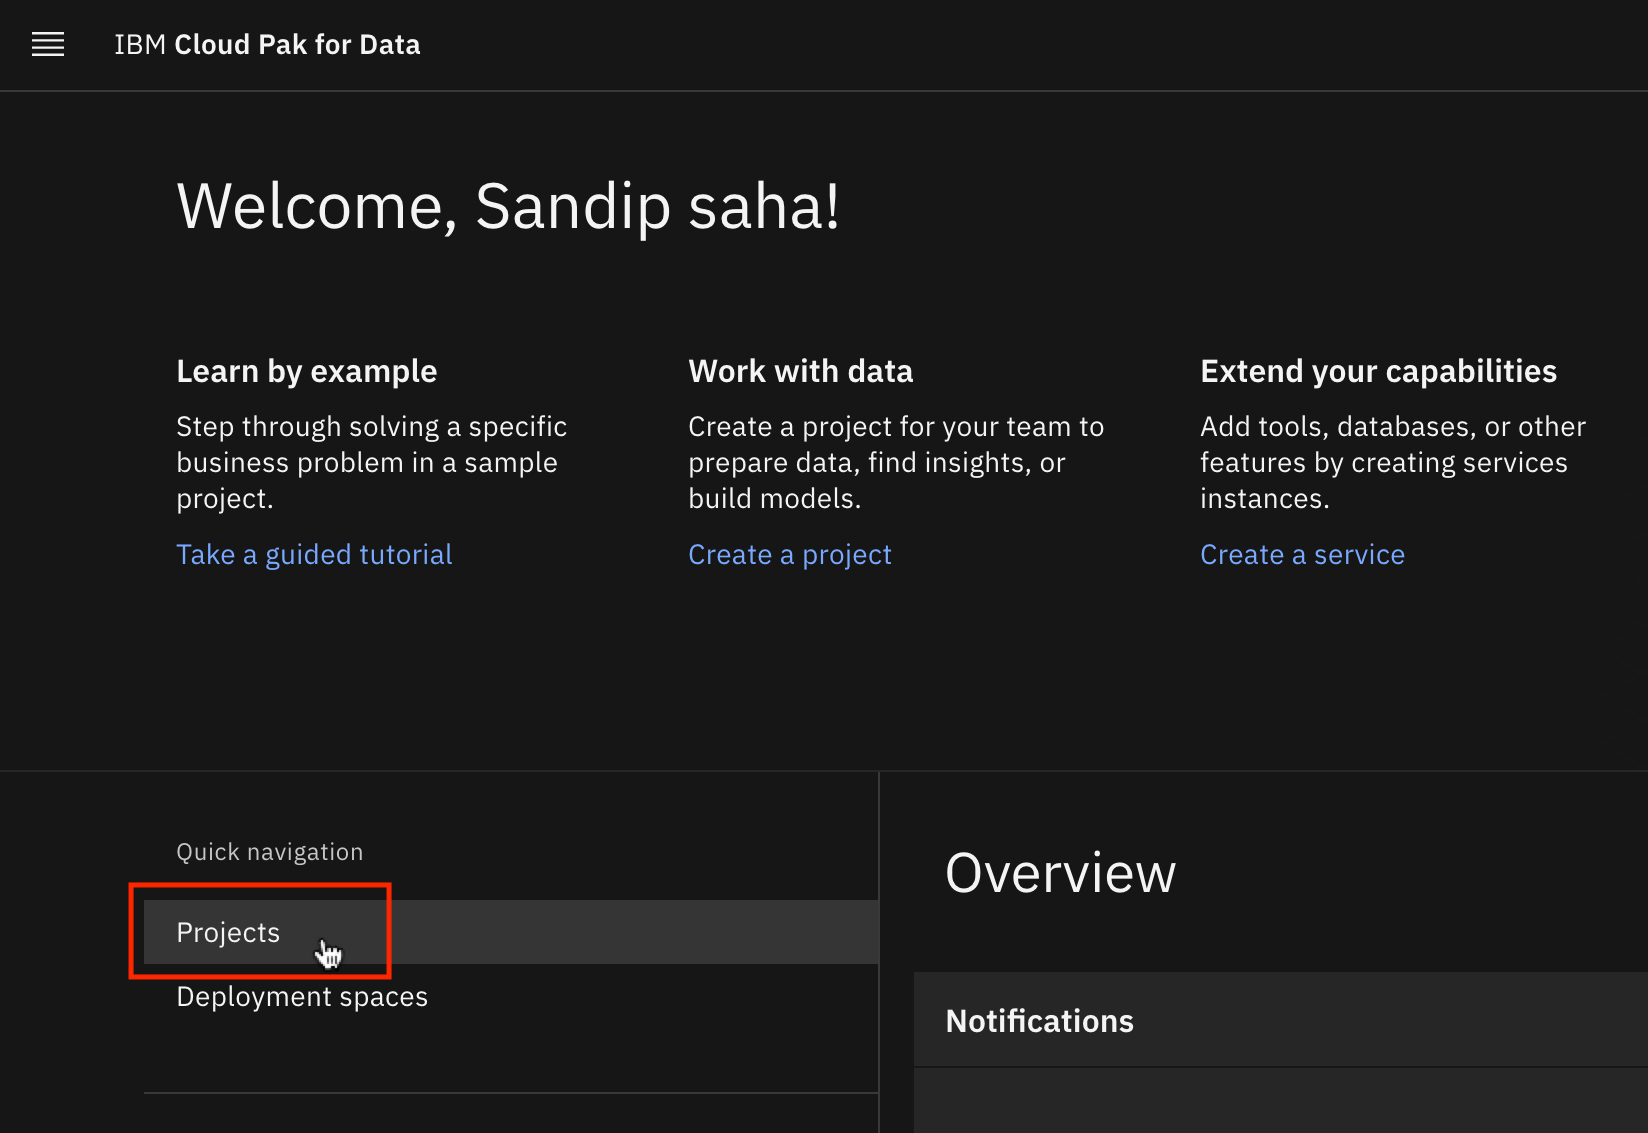 IBM Cloud Pak for Data
Welcome, Sandip saha!
Learn by example
Step through solving a specific
business problem in a sample
project.
Take a guided tutorial
Work with data
Create a project for your team to
prepare data, find insights, or
build models.
Create a project
Extend your capabilities
Add tools, databases, or other
features by creating services
instances.
Create a service
Quick navigation
Projects
Deployment spaces
Overview
Notifications